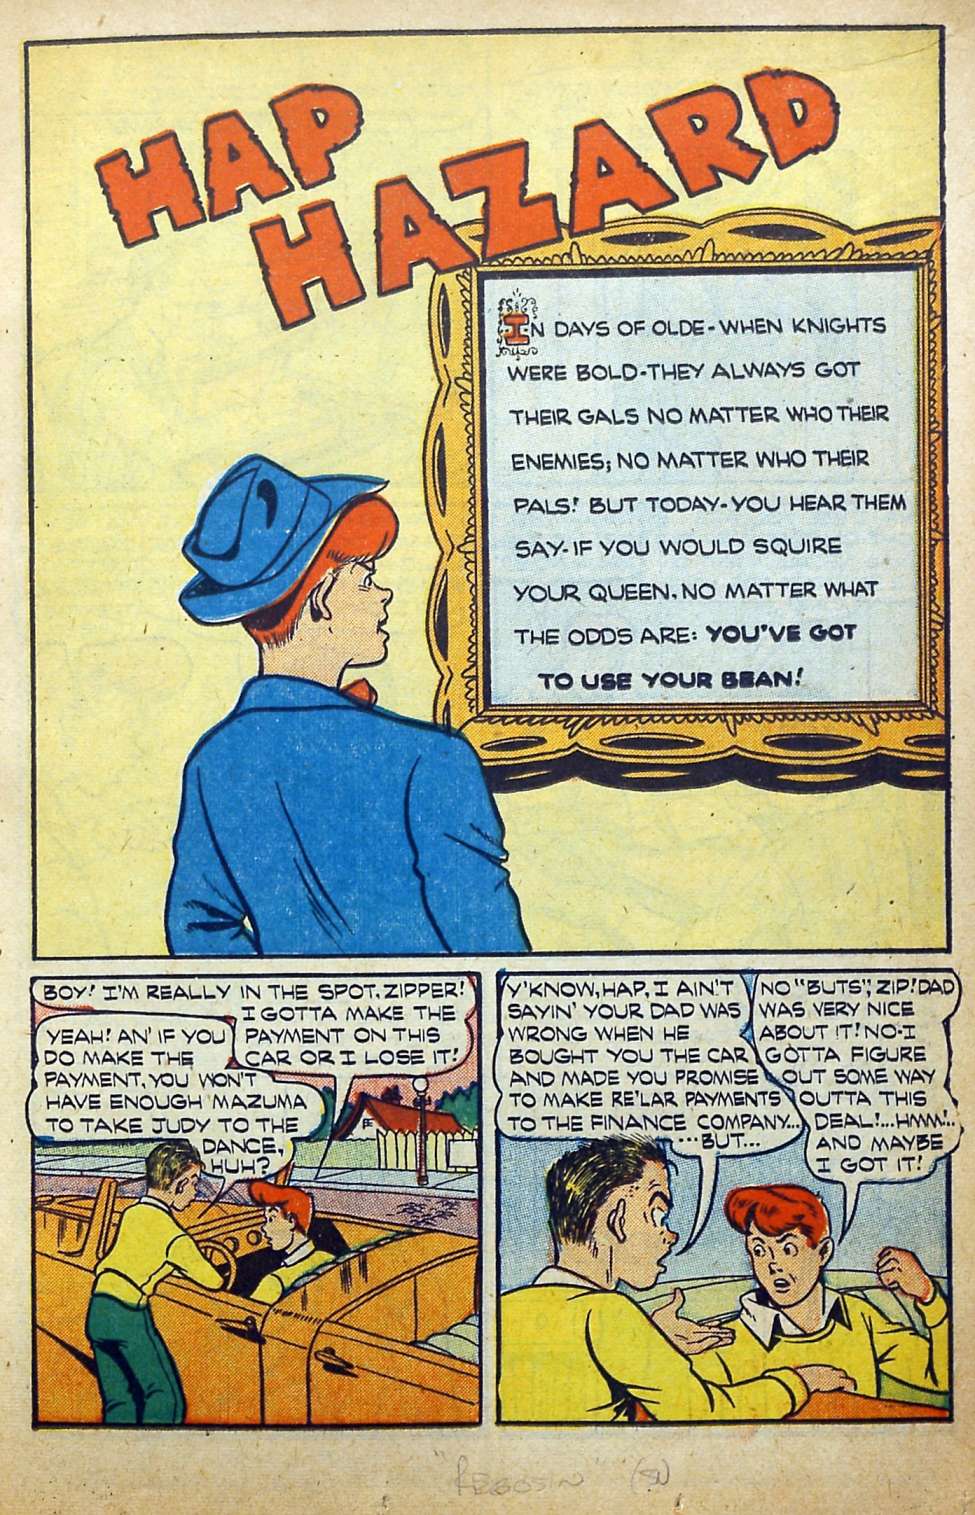 HAP
HAZARD
IN DAYS OF OLDE-WHEN KNIGHTS
WERE BOLD-THEY ALWAYS GOT
THEIR GALS NO MATTER WHO THEIR
ENEMIES; NO MATTER WHO THEIR
PALS! BUT TODAY-YOU HEAR THEM
SAY-IF YOU WOULD SQUIRE
YOUR QUEEN, NO MATTER WHAT
THE ODDS ARE: YOU'VE GOT
TO USE YOUR BEAN!
BOY! I'M REALLY IN THE SPOT, ZIPPER!
I GOTTA MAKE THE
PAYMENT ON THIS
CAR OR I LOSE IT!
YEAH! AN' IF YOU
DO MAKE THE
PAYMENT, YOU WON'T
HAVE ENOUGH MAZUMA
TO TAKE JUDY TO THE
DANCE,
HUH?
Y'KNOW, HAP, I AIN'T
SAYIN' YOUR DAD WAS
WRONG WHEN HE
BOUGHT YOU THE CAR
AND MADE YOU PROMISE
TO MAKE RE'LAR PAYMENTS
TO THE FINANCE COMPANY...
...BUT...
NO "BUTS", ZIP! DAD
WAS VERY NICE
ABOUT IT! NO-I
GOTTA FIGURE
OUT SOME WAY
OUTTA THIS
DEAL!...HMM!..
AND MAYBE
I GOT IT!